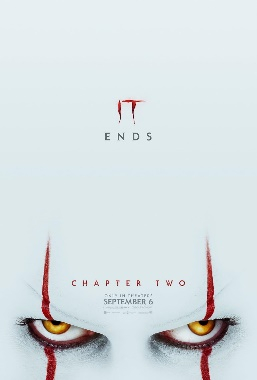 IT
ENDS
CHAPTER TWO
ONLY IN THEATERS
SEPTEMBER 6